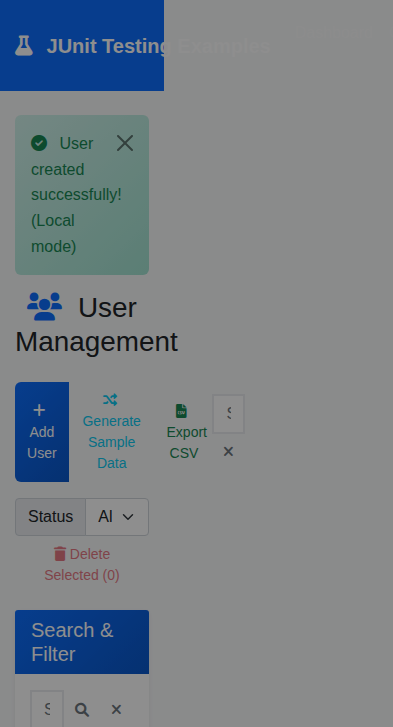 JUnit Testing Examples
User
created
successfully!
(Local
mode)
User
Management
Add
User
Generate
Sample
Data
Export
CSV
S
Status Al
Delete
Selected (0)
Search &
Filter
S